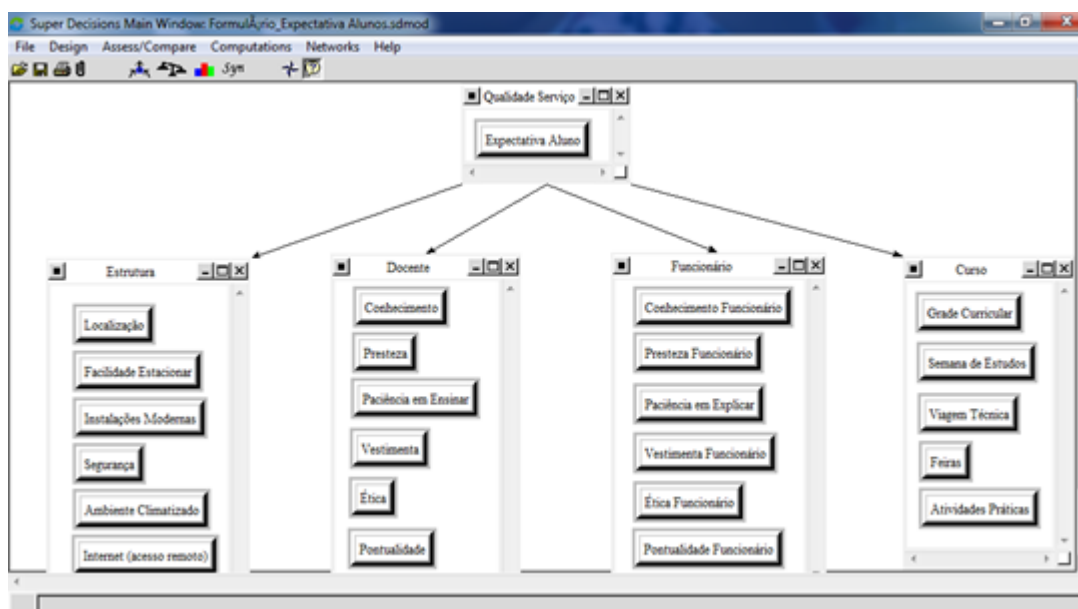 Super Decisions Main Window: FormulÃ¡rio_Expectativa Alunos.sdmod
File Design Assess/Compare Computations Networks Help
Syn
Qualidade Serviço
Expectativa Aluno
Estrutura
Localização
Facilidade Estacionar
Instalações Modernas
Segurança
Ambiente Climatizado
Internet (acesso remoto)
Docente
Conhecimento
Presteza
Paciência em Ensinar
Vestimenta
Ética
Pontualidade
Funcionário
Conhecimento Funcionário
Presteza Funcionário
Paciência em Explicar
Vestimenta Funcionário
Ética Funcionário
Pontualidade Funcionário
Curso
Grade Curricular
Semana de Estudos
Viagem Técnica
Feiras
Atividades Práticas